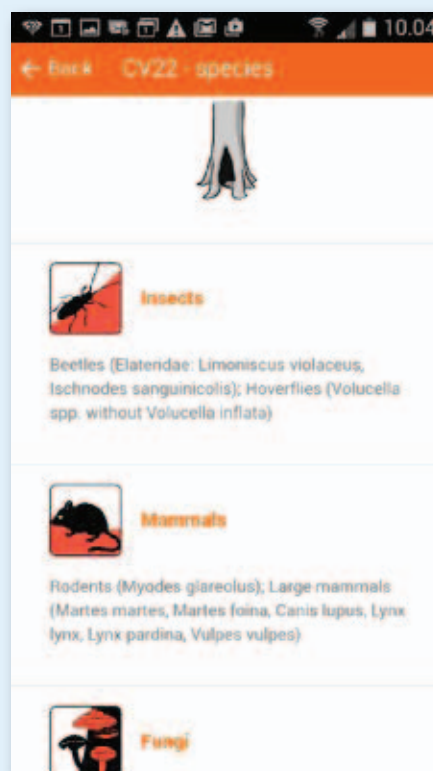 10.04
← Back CV22 - species
Insects
Beetles (Elateridae: Limoniscus violaceus,
Ischnodes sanguinicolis); Hoverflies (Volucella
spp. without Volucella inflata)
Mammals
Rodents (Myodes glareolus); Large mammals
(Martes martes, Martes foina, Canis lupus, Lynx
lynx, Lynx pardina, Vulpes vulpes)
Fungi